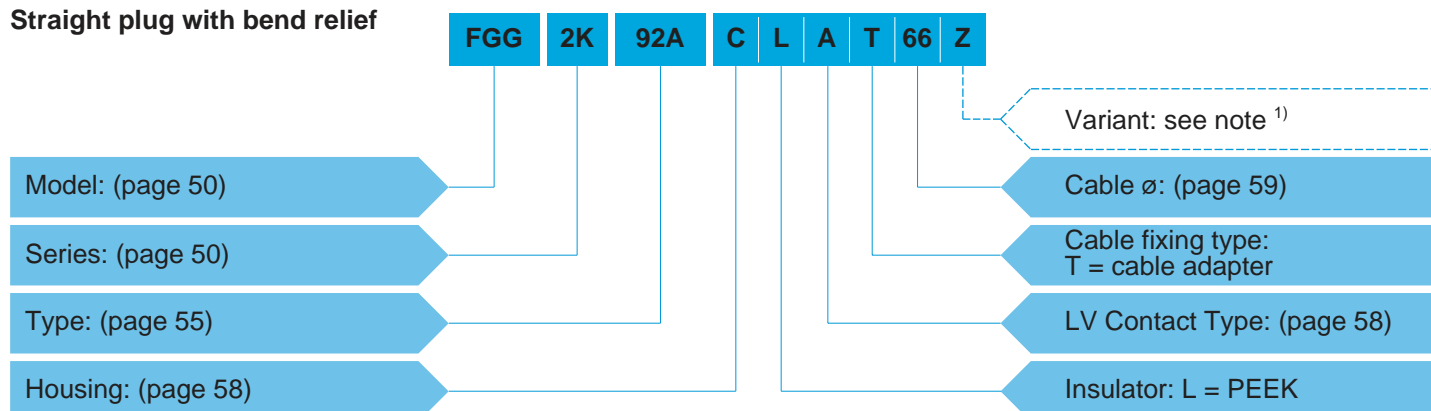 Straight plug with bend relief
FGG 2K 92A C L A T 66 Z
Variant: see note 1)
Model: (page 50)
Cable ø: (page 59)
Series: (page 50)
Cable fixing type:
T = cable adapter
Type: (page 55)
LV Contact Type: (page 58)
Housing: (page 58)
Insulator: L = PEEK